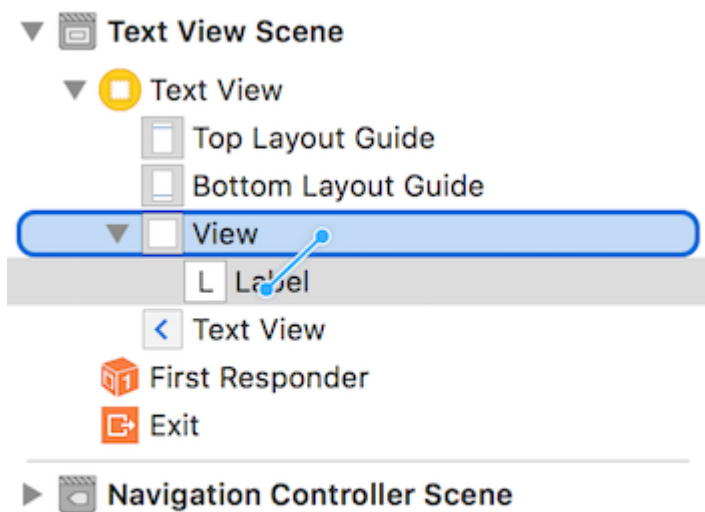 Text View Scene
Text View
Top Layout Guide
Bottom Layout Guide
View
L Label
Text View
First Responder
Exit
Navigation Controller Scene